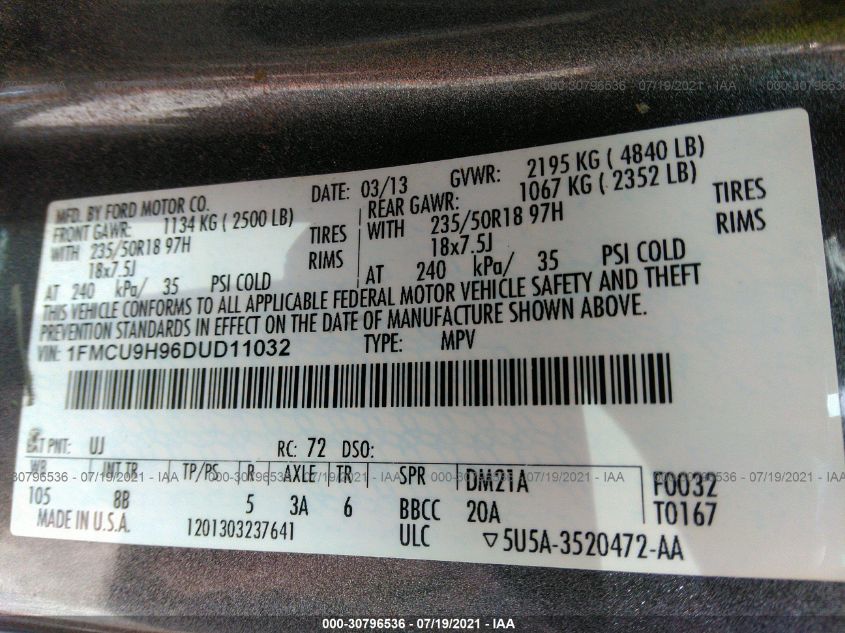 000-30796536 - 07/19/2021 - IAA
MFD. BY FORD MOTOR CO.
DATE: 03/13
GVWR: 2195 KG ( 4840 LB)
FRONT GAWR: 1134 KG ( 2500 LB)
WITH 235/50R18 97H TIRES
18x7.5J RIMS
AT 240 kPa/ 35 PSI COLD
REAR GAWR: 1067 KG ( 2352 LB)
WITH 235/50R18 97H TIRES
18x7.5J RIMS
AT 240 kPa/ 35 PSI COLD
THIS VEHICLE CONFORMS TO ALL APPLICABLE FEDERAL MOTOR VEHICLE SAFETY AND THEFT
PREVENTION STANDARDS IN EFFECT ON THE DATE OF MANUFACTURE SHOWN ABOVE.
VIN: 1FMCU9H96DUD11032 TYPE: MPV
EXT PNT: UJ RC: 72 DSO:
WB INT TR TP/PS R AXLE TR SPR DM21A F0032
105 8B 5 3A 6 BBCC 20A T0167
MADE IN U.S.A. 1201303237641 ULC ▽5U5A-3520472-AA
000-30796536 - 07/19/2021 - IAA